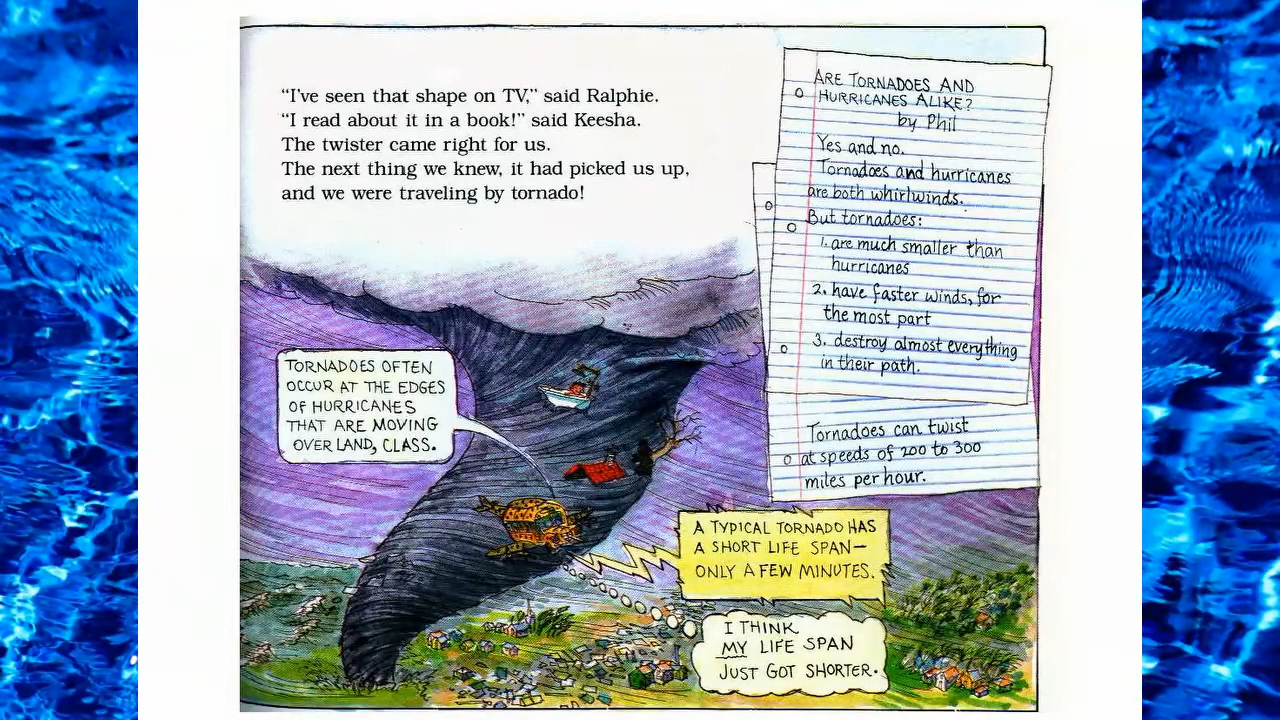 “I've seen that shape on TV,” said Ralphie.
“I read about it in a book!” said Keesha.
The twister came right for us.
The next thing we knew, it had picked us up,
and we were traveling by tornado!
ARE TORNADOES AND
HURRICANES ALIKE?
by Phil
Yes and no.
Tornadoes and hurricanes
are both whirlwinds.
But tornadoes:
1. are much smaller than
hurricanes
2. have faster winds, for
the most part
3. destroy almost everything
in their path.
Tornadoes can twist
at speeds of 200 to 300
miles per hour.
TORNADOES OFTEN
OCCUR AT THE EDGES
OF HURRICANES
THAT ARE MOVING
OVER LAND, CLASS.
A TYPICAL TORNADO HAS
A SHORT LIFE SPAN—
ONLY A FEW MINUTES.
I THINK
MY LIFE SPAN
JUST GOT SHORTER.